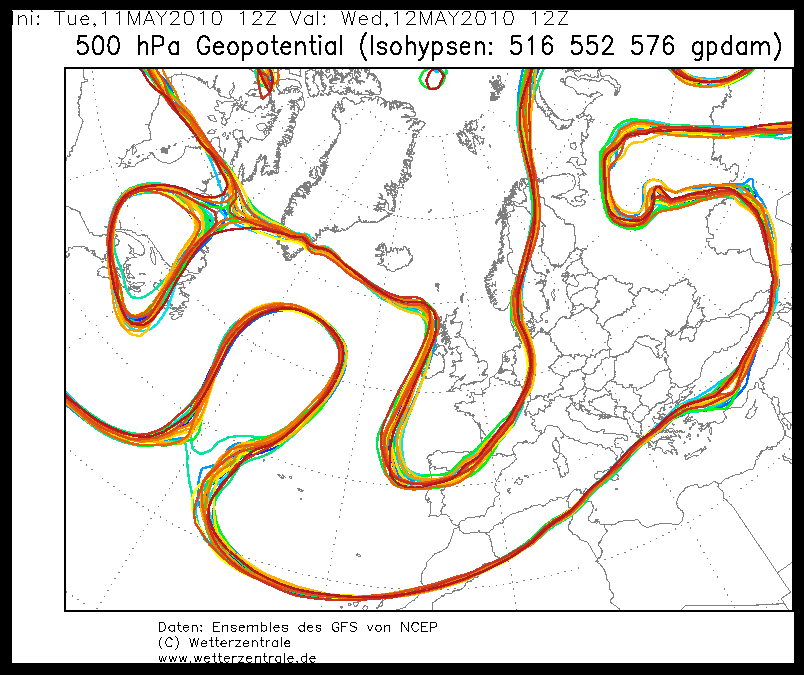 Ini: Tue,11MAY2010 12Z Val: Wed,12MAY2010 12Z
500 hPa Geopotential (Isohypsen: 516 552 576 gpdam)
Daten: Ensembles des GFS von NCEP
(C) Wetterzentrale
www.wetterzentrale.de